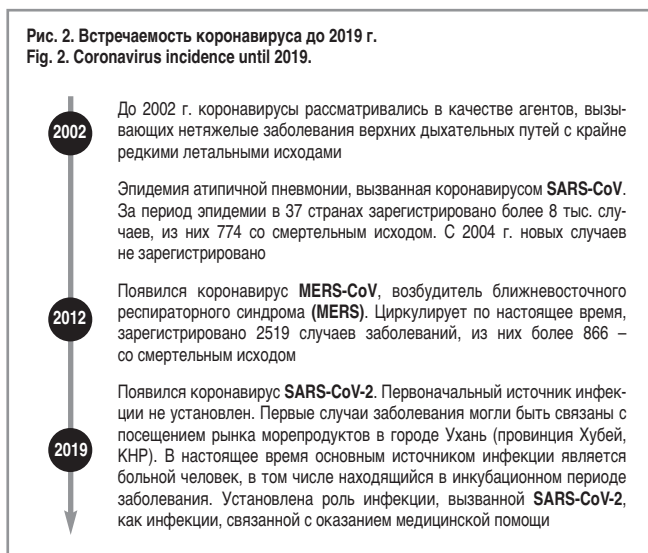 Рис. 2. Встречаемость коронавируса до 2019 г.
Fig. 2. Coronavirus incidence until 2019.
До 2002 г. коронавирусы рассматривались в качестве агентов, вызы-
2002
вающих нетяжелые заболевания верхних дыхательных путей с крайне
редкими летальными исходами
Эпидемия атипичной пневмонии, вызванная коронавирусом SARS-CoV.
За период эпидемии в 37 странах зарегистрировано более 8 тыс. слу-
чаев, из них 774 со смертельным исходом. С 2004 г. новых случаев
не зарегистрировано
Появился коронавирус MERS-CoV, возбудитель ближневосточного
2012
респираторного синдрома (MERS). Циркулирует по настоящее время,
зарегистрировано 2519 случаев заболеваний, из них более 866 –
со смертельным исходом
Появился коронавирус SARS-CoV-2. Первоначальный источник инфек-
ции не установлен. Первые случаи заболевания могли быть связаны с
посещением рынка морепродуктов в городе Ухань (провинция Хубей,
2019
КНР). В настоящее время основным источником инфекции является
больной человек, в том числе находящийся в инкубационном периоде
заболевания. Установлена роль инфекции, вызванной SARS-CoV-2,
как инфекции, связанной с оказанием медицинской помощи